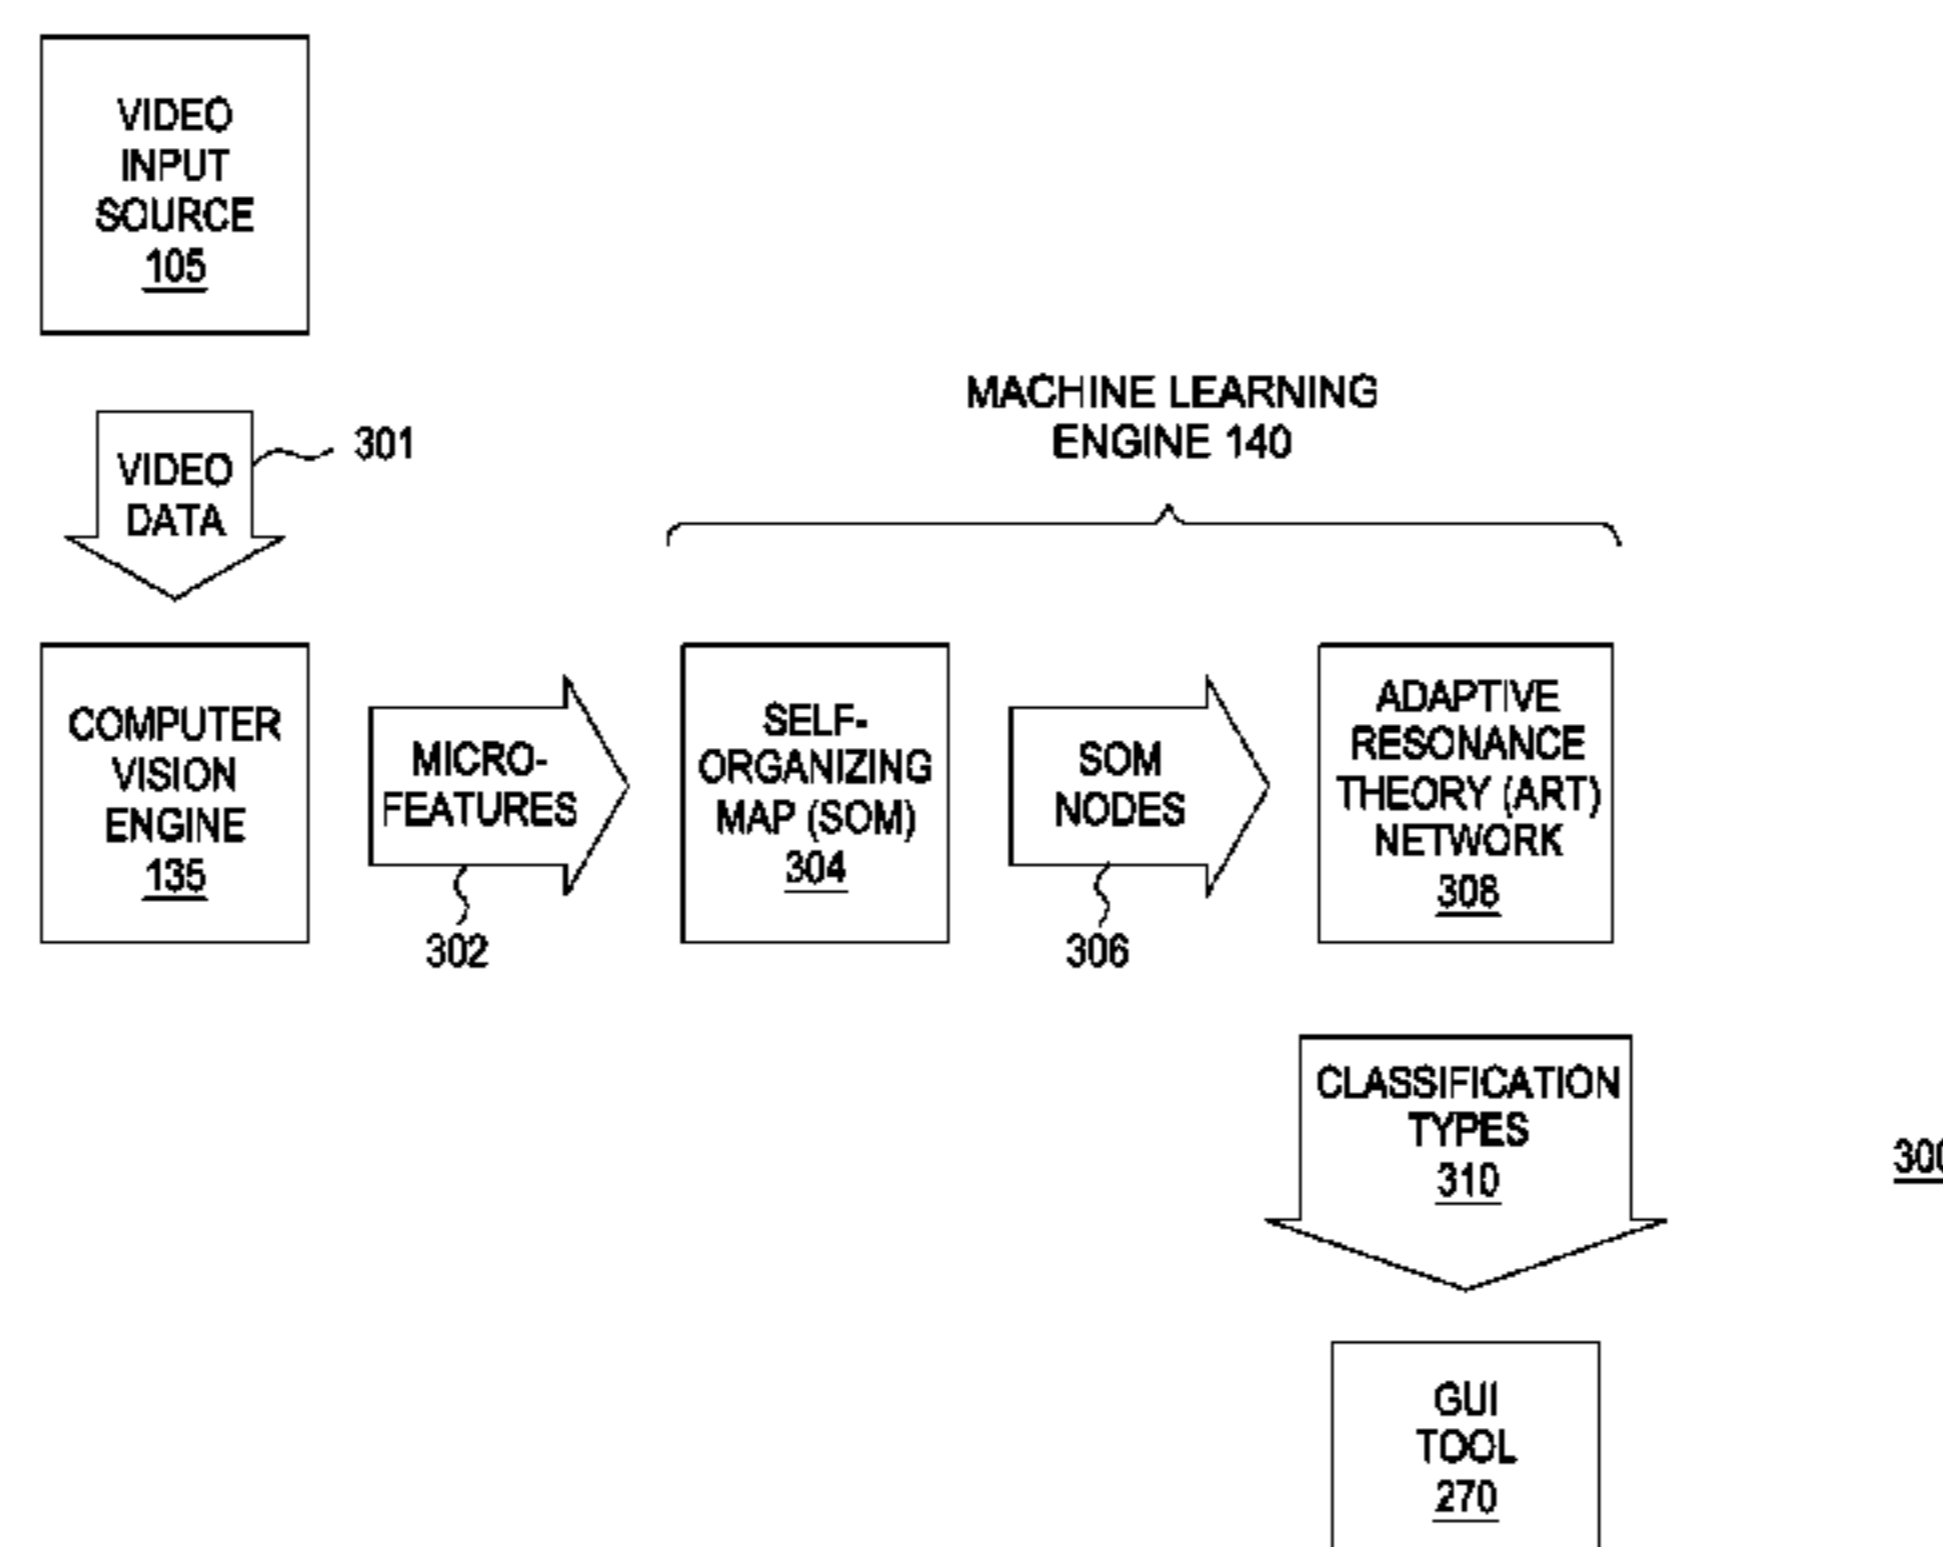 VIDEO
INPUT
SOURCE
105
VIDEO
DATA
301
MACHINE LEARNING
ENGINE 140
COMPUTER
VISION
ENGINE
135
MICRO-
FEATURES
302
SELF-
ORGANIZING
MAP (SOM)
304
SOM
NODES
306
ADAPTIVE
RESONANCE
THEORY (ART)
NETWORK
308
CLASSIFICATION
TYPES
310
300
GUI
TOOL
270